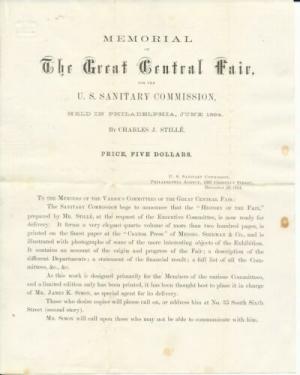 MEMORIAL
OF
The Great Central Fair,
FOR THE
U. S. SANITARY COMMISSION,
HELD IN PHILADELPHIA, JUNE 1864.
By CHARLES J. STILLÉ.
PRICE, FIVE DOLLARS.
U. S. SANITARY COMMISSION,
PHILADELPHIA AGENCY, 1307 CHESTNUT STREET,
December 1864.
TO THE MEMBERS OF THE VARIOUS COMMITTEES OF THE GREAT CENTRAL FAIR:
THE SANITARY COMMISSION begs to announce that the "HISTORY OF THE FAIR,"
prepared by MR. STILLÉ, at the request of the Executive Committee, is now ready for
delivery. It forms a very elegant quarto volume of more than two hundred pages, is
printed on the finest paper at the "CAXTON PRESS" of MESSRS. SHERMAN & CO., and is
illustrated with photographs of some of the more interesting objects of the Exhibition.
It contains an account of the origin and progress of the Fair; a description of the
different Departments; a statement of the financial result; a full list of all the Com-
mittees, &c., &c.
As this work is designed primarily for the Members of the various Committees,
and a limited edition only has been printed, it has been thought best to place it in charge
of MR. JAMES K. SIMON, as special agent for its delivery.
Those who desire copies will please call on, or address him at No. 35 South Sixth
Street (second story).
MR. SIMON will call upon those who may not be able to communicate with him.